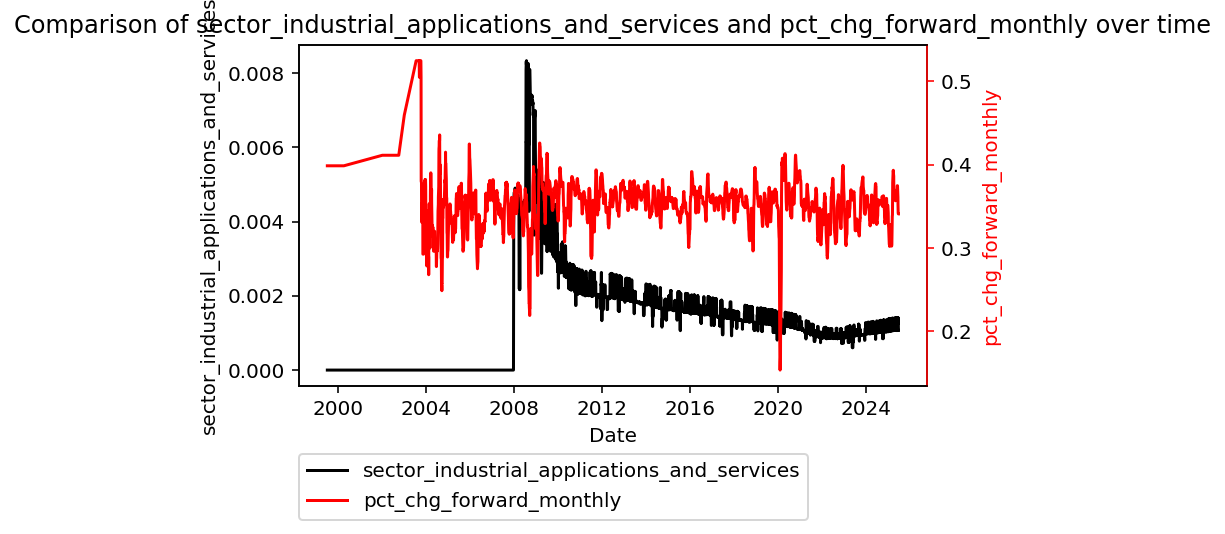 Comparison of sector_industrial_applications_and_services and pct_chg_forward_monthly over time
sector_industrial_applications_and_services
0.008
0.006
0.004
0.002
0.000
0.5
0.4
0.3
0.2
pct_chg_forward_monthly
2000 2004 2008 2012 2016 2020 2024
Date
sector_industrial_applications_and_services
pct_chg_forward_monthly